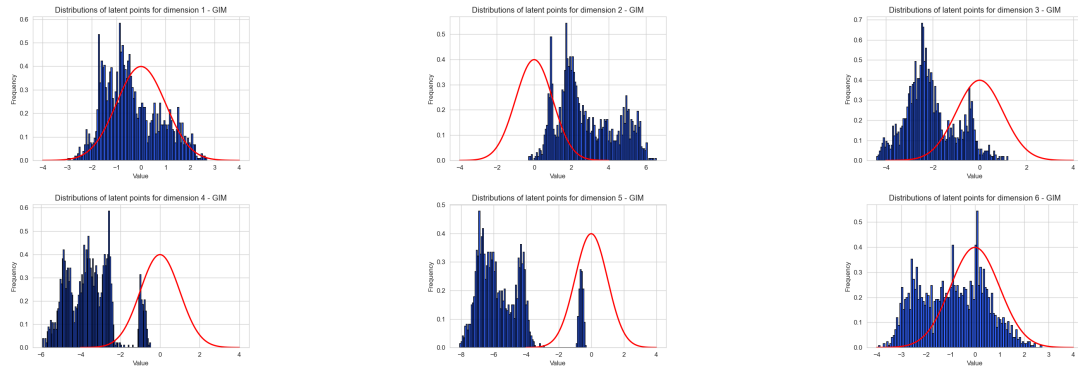 Distributions of latent points for dimension 1 - GIM
0.6
0.5
0.4
0.3
0.2
0.1
0.0
Frequency
−4 −3 −2 −1 0 1 2 3 4
Value
Distributions of latent points for dimension 2 - GIM
0.5
0.4
0.3
0.2
0.1
0.0
Frequency
−4 −2 0 2 4 6
Value
Distributions of latent points for dimension 3 - GIM
0.7
0.6
0.5
0.4
0.3
0.2
0.1
0.0
Frequency
−4 −2 0 2 4
Value
Distributions of latent points for dimension 4 - GIM
0.6
0.5
0.4
0.3
0.2
0.1
0.0
Frequency
−6 −4 −2 0 2 4
Value
Distributions of latent points for dimension 5 - GIM
0.5
0.4
0.3
0.2
0.1
0.0
Frequency
−8 −6 −4 −2 0 2 4
Value
Distributions of latent points for dimension 6 - GIM
0.6
0.5
0.4
0.3
0.2
0.1
0.0
Frequency
−4 −3 −2 −1 0 1 2 3 4
Value